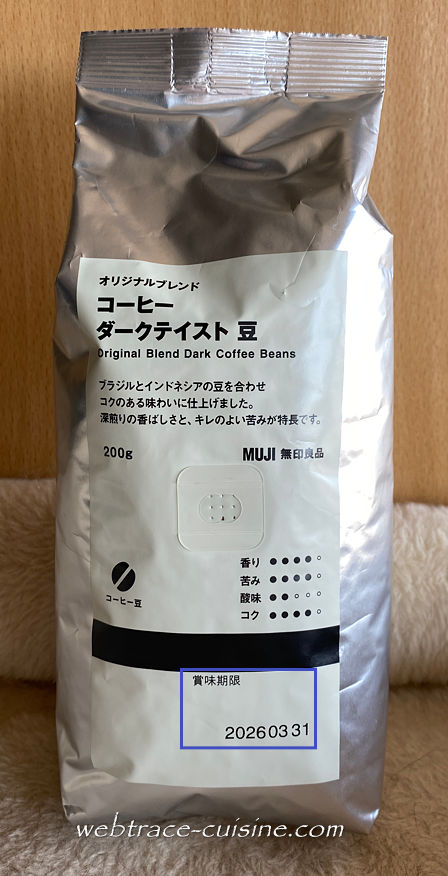 オリジナルブレンド
コーヒー
ダークテイスト 豆
Original Blend Dark Coffee Beans
ブラジルとインドネシアの豆を合わせ
コクのある味わいに仕上げました。
深煎りの香ばしさと、キレのよい苦みが特長です。
200g MUJI 無印良品
香り ●●●●○
苦み ●●●●○
酸味 ●●○○○
コク ●●●●○
コーヒー豆
賞味期限
2026 03 31
webtrace-cuisine.com